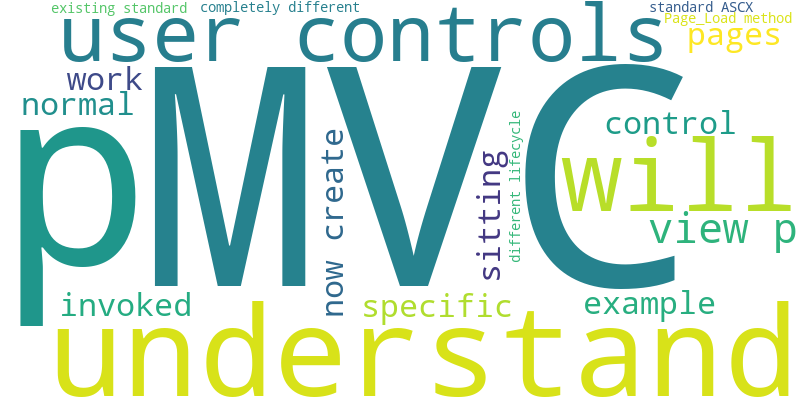 existing standard
completely different
standard ASCX
Page_Load method
user controls
pages
work
normal
p
MVC
control
will
now create
sitting
different lifecycle
view p
invoked
specific
example
understand